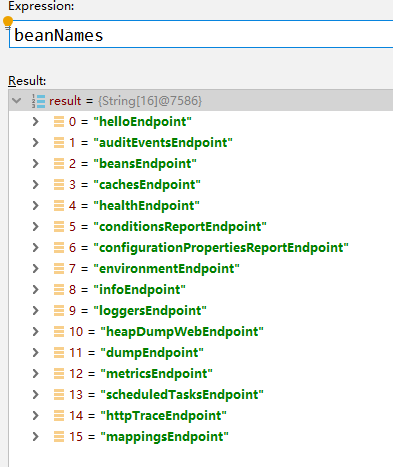 Expression:
beanNames
Result:
result = {String[16]@7586}
0 = "helloEndpoint"
1 = "auditEventsEndpoint"
2 = "beansEndpoint"
3 = "cachesEndpoint"
4 = "healthEndpoint"
5 = "conditionsReportEndpoint"
6 = "configurationPropertiesReportEndpoint"
7 = "environmentEndpoint"
8 = "infoEndpoint"
9 = "loggersEndpoint"
10 = "heapDumpWebEndpoint"
11 = "dumpEndpoint"
12 = "metricsEndpoint"
13 = "scheduledTasksEndpoint"
14 = "httpTraceEndpoint"
15 = "mappingsEndpoint"